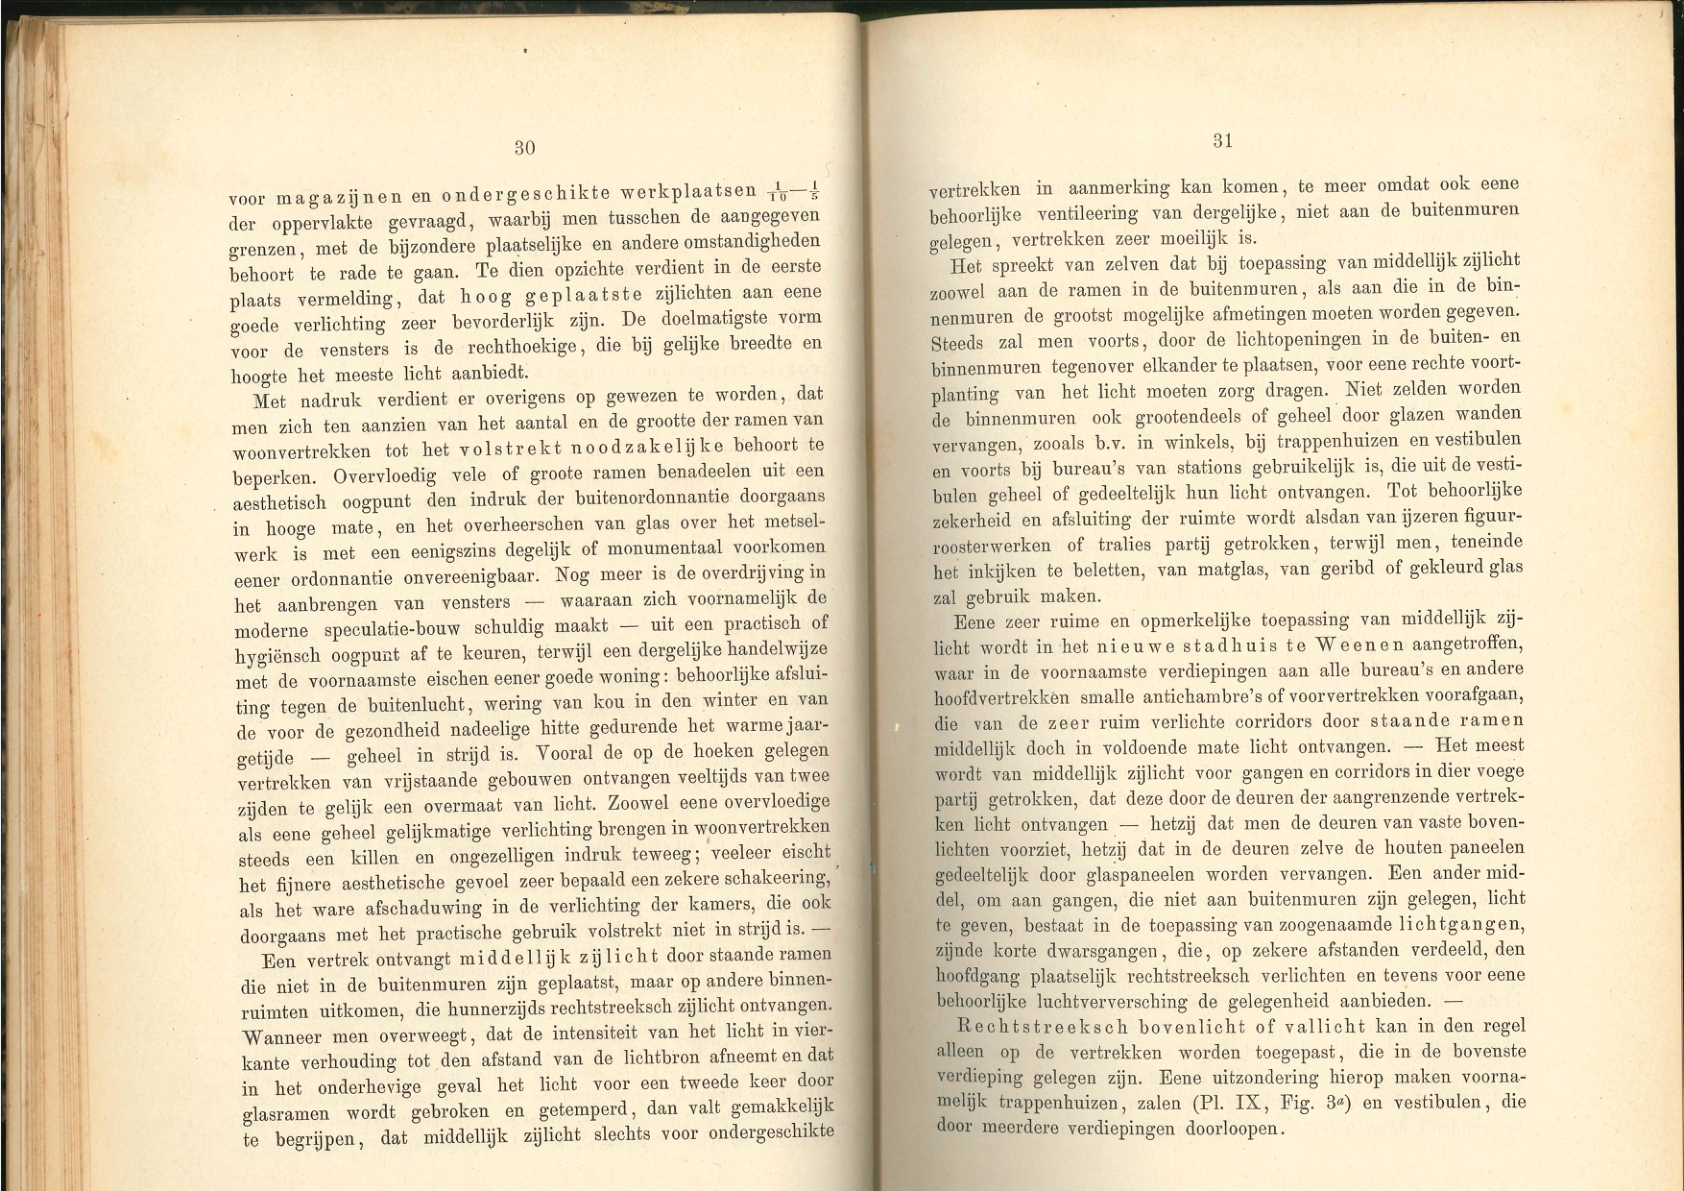 30
voor magazijnen en ondergeschikte werkplaatsen 1/10—1/5
der oppervlakte gevraagd, waarbij men tusschen de aangegeven
grenzen, met de bijzondere plaatselijke en andere omstandigheden
behoort te rade te gaan. Te dien opzichte verdient in de eerste
plaats vermelding, dat hoog geplaatste zijlichten aan eene
goede verlichting zeer bevorderlijk zijn. De doelmatigste vorm
voor de vensters is de rechthoekige, die bij gelijke breedte en
hoogte het meeste licht aanbiedt.
Met nadruk verdient er overigens op gewezen te worden, dat
men zich ten aanzien van het aantal en de grootte der ramen van
woonvertrekken tot het volstrekt noodzakelijke behoort te
beperken. Overvloedig vele of groote ramen benadeelen uit een
aesthetisch oogpunt den indruk der buitenordonnantie doorgaans
in hooge mate, en het overheerschen van glas over het metsel-
werk is met een eenigszins degelijk of monumentaal voorkomen
eener ordonnantie onvereenigbaar. Nog meer is de overdrijving in
het aanbrengen van vensters — waaraan zich voornamelijk de
moderne speculatie-bouw schuldig maakt — uit een practisch of
hygiënsch oogpunt af te keuren, terwijl een dergelijke handelwijze
met de voornaamste eischen eener goede woning: behoorlijke afslui-
ting tegen de buitenlucht, wering van kou in den winter en van
de voor de gezondheid nadeelige hitte gedurende het warme jaar-
getijde — geheel in strijd is. Vooral de op de hoeken gelegen
vertrekken van vrijstaande gebouwen ontvangen veeltijds van twee
zijden te gelijk een overmaat van licht. Zoowel eene overvloedige
als eene geheel gelijkmatige verlichting brengen in woonvertrekken
steeds een killen en ongezelligen indruk teweeg; veeleer eischt
het fijnere aesthetische gevoel zeer bepaald een zekere schakeering,
als het ware afschaduwing in de verlichting der kamers, die ook
doorgaans met het practische gebruik volstrekt niet in strijd is. —
Een vertrek ontvangt middellijk zijlicht door staande ramen
die niet in de buitenmuren zijn geplaatst, maar op andere binnen-
ruimten uitkomen, die hunnerzijds rechtstreeksch zijlicht ontvangen.
Wanneer men overweegt, dat de intensiteit van het licht in vier-
kante verhouding tot den afstand van de lichtbron afneemt en dat
in het onderhevige geval het licht voor een tweede keer door
glasramen wordt gebroken en getemperd, dan valt gemakkelijk
te begrijpen, dat middellijk zijlicht slechts voor ondergeschikte
31
vertrekken in aanmerking kan komen, te meer omdat ook eene
behoorlijke ventileering van dergelijke, niet aan de buitenmuren
gelegen, vertrekken zeer moeilijk is.
Het spreekt van zelven dat bij toepassing van middellijk zijlicht
zoowel aan de ramen in de buitenmuren, als aan die in de bin-
nenmuren de grootst mogelijke afmetingen moeten worden gegeven.
Steeds zal men voorts, door de lichtopeningen in de buiten- en
binnenmuren tegenover elkander te plaatsen, voor eene rechte voort-
planting van het licht moeten zorg dragen. Niet zelden worden
de binnenmuren ook grootendeels of geheel door glazen wanden
vervangen, zooals b.v. in winkels, bij trappenhuizen en vestibulen
en voorts bij bureau's van stations gebruikelijk is, die uit de vesti-
bulen geheel of gedeeltelijk hun licht ontvangen. Tot behoorlijke
zekerheid en afsluiting der ruimte wordt alsdan van ijzeren figuur-
roosterwerken of tralies partij getrokken, terwijl men, teneinde
het inkijken te beletten, van matglas, van geribd of gekleurd glas
zal gebruik maken.
Eene zeer ruime en opmerkelijke toepassing van middellijk zij-
licht wordt in het nieuwe stadhuis te Weenen aangetroffen,
waar in de voornaamste verdiepingen aan alle bureau's en andere
hoofdvertrekken smalle antichambre's of voorvertrekken voorafgaan,
die van de zeer ruim verlichte corridors door staande ramen
middellijk doch in voldoende mate licht ontvangen. — Het meest
wordt van middellijk zijlicht voor gangen en corridors in dier voege
partij getrokken, dat deze door de deuren der aangrenzende vertrek-
ken licht ontvangen — hetzij dat men de deuren van vaste boven-
lichten voorziet, hetzij dat in de deuren zelve de houten paneelen
gedeeltelijk door glaspaneelen worden vervangen. Een ander mid-
del, om aan gangen, die niet aan buitenmuren zijn gelegen, licht
te geven, bestaat in de toepassing van zoogenaamde lichtgangen,
zijnde korte dwarsgangen, die, op zekere afstanden verdeeld, den
hoofdgang plaatselijk rechtstreeksch verlichten en tevens voor eene
behoorlijke luchtverversching de gelegenheid aanbieden. —
Rechtstreeksch bovenlicht of vallicht kan in den regel
alleen op de vertrekken worden toegepast, die in de bovenste
verdieping gelegen zijn. Eene uitzondering hierop maken voorna-
melijk trappenhuizen, zalen (Pl. IX, Fig. 3ᵃ) en vestibulen, die
door meerdere verdiepingen doorloopen.